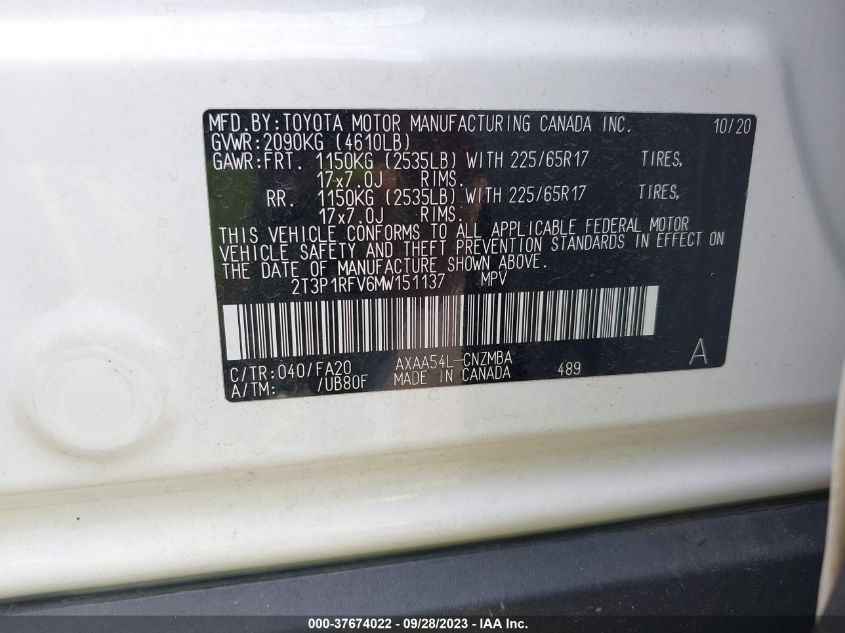 MFD.BY:TOYOTA MOTOR MANUFACTURING CANADA INC. 10/20
GVWR:2090KG (4610LB)
GAWR:FRT. 1150KG (2535LB) WITH 225/65R17 TIRES,
17x7.0J RIMS.
RR. 1150KG (2535LB) WITH 225/65R17 TIRES,
17x7.0J RIMS.
THIS VEHICLE CONFORMS TO ALL APPLICABLE FEDERAL MOTOR
VEHICLE SAFETY AND THEFT PREVENTION STANDARDS IN EFFECT ON
THE DATE OF MANUFACTURE SHOWN ABOVE.
2T3P1RFV6MW151137 MPV
C/TR:040/FA20 AXAA54L-CNZMBA A
A/TM: /UB80F MADE IN CANADA 489
000-37674022 - 09/28/2023 - IAAI.com